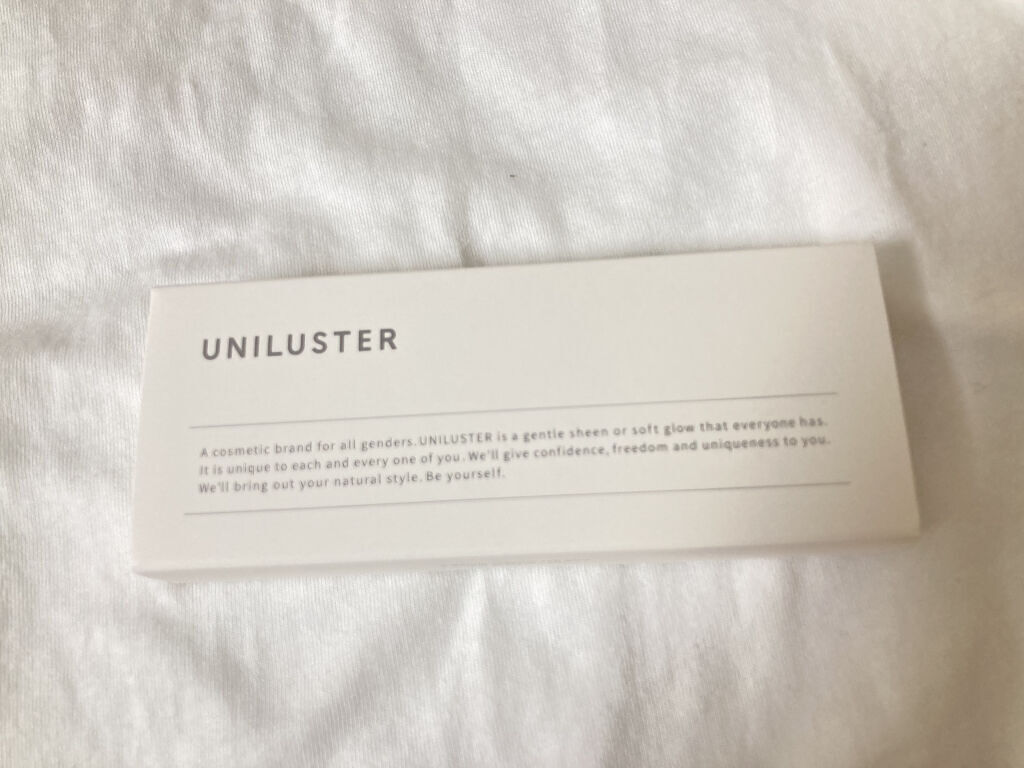 UNILUSTER
A cosmetic brand for all genders. UNILUSTER is a gentle sheen or soft glow that everyone has.
It is unique to each and every one of you. We'll give confidence, freedom and uniqueness to you.
We'll bring out your natural style. Be yourself.